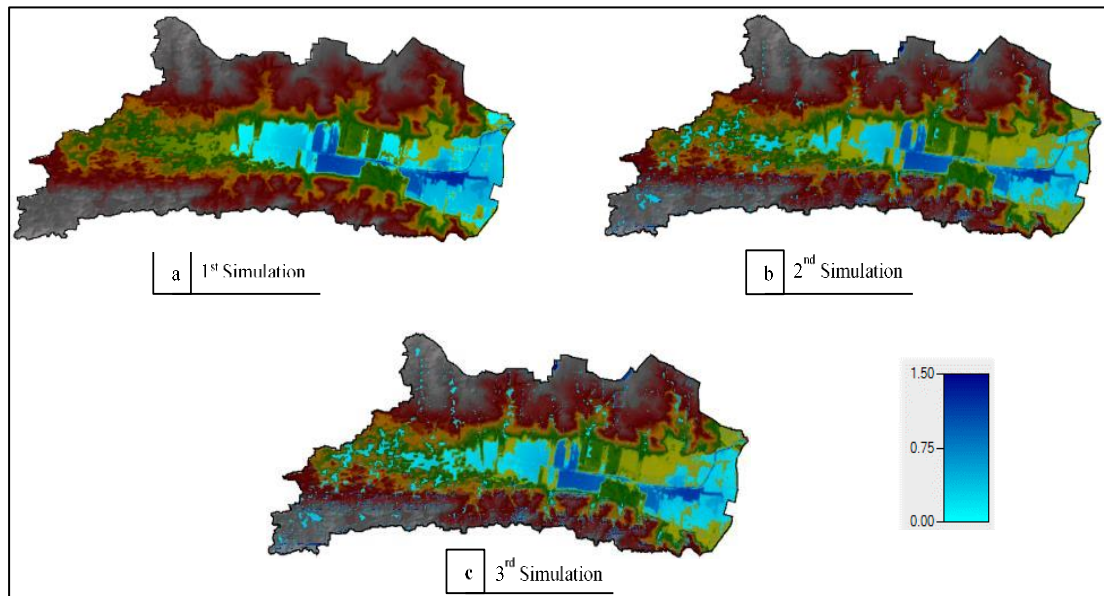 a 1st Simulation
b 2nd Simulation
c 3rd Simulation
1.50
0.75
0.00